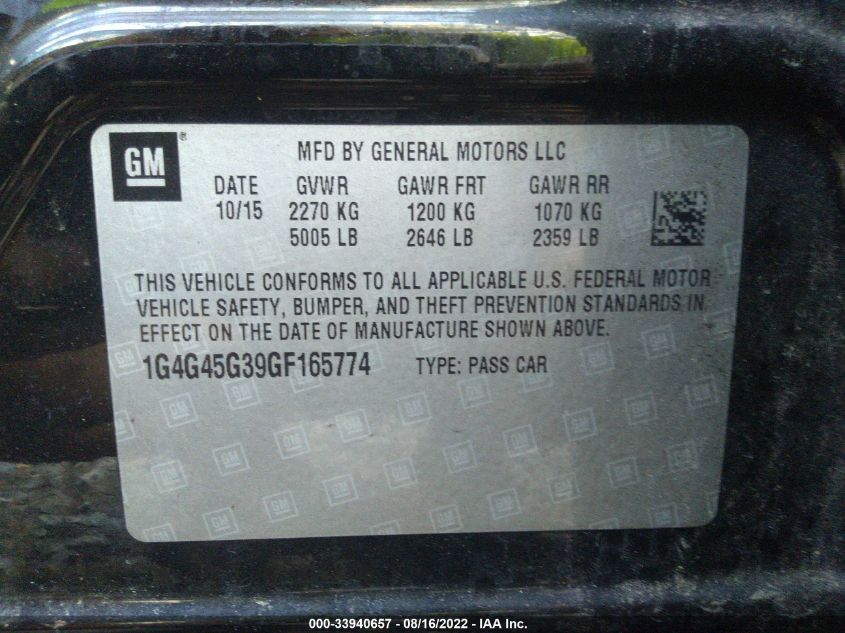 GM ®
MFD BY GENERAL MOTORS LLC
DATE GVWR GAWR FRT GAWR RR
10/15 2270 KG 1200 KG 1070 KG
5005 LB 2646 LB 2359 LB
THIS VEHICLE CONFORMS TO ALL APPLICABLE U.S. FEDERAL MOTOR
VEHICLE SAFETY, BUMPER, AND THEFT PREVENTION STANDARDS IN
EFFECT ON THE DATE OF MANUFACTURE SHOWN ABOVE.
1G4G45G39GF165774 TYPE: PASS CAR
000-33940657 - 08/16/2022 - IAA Inc.